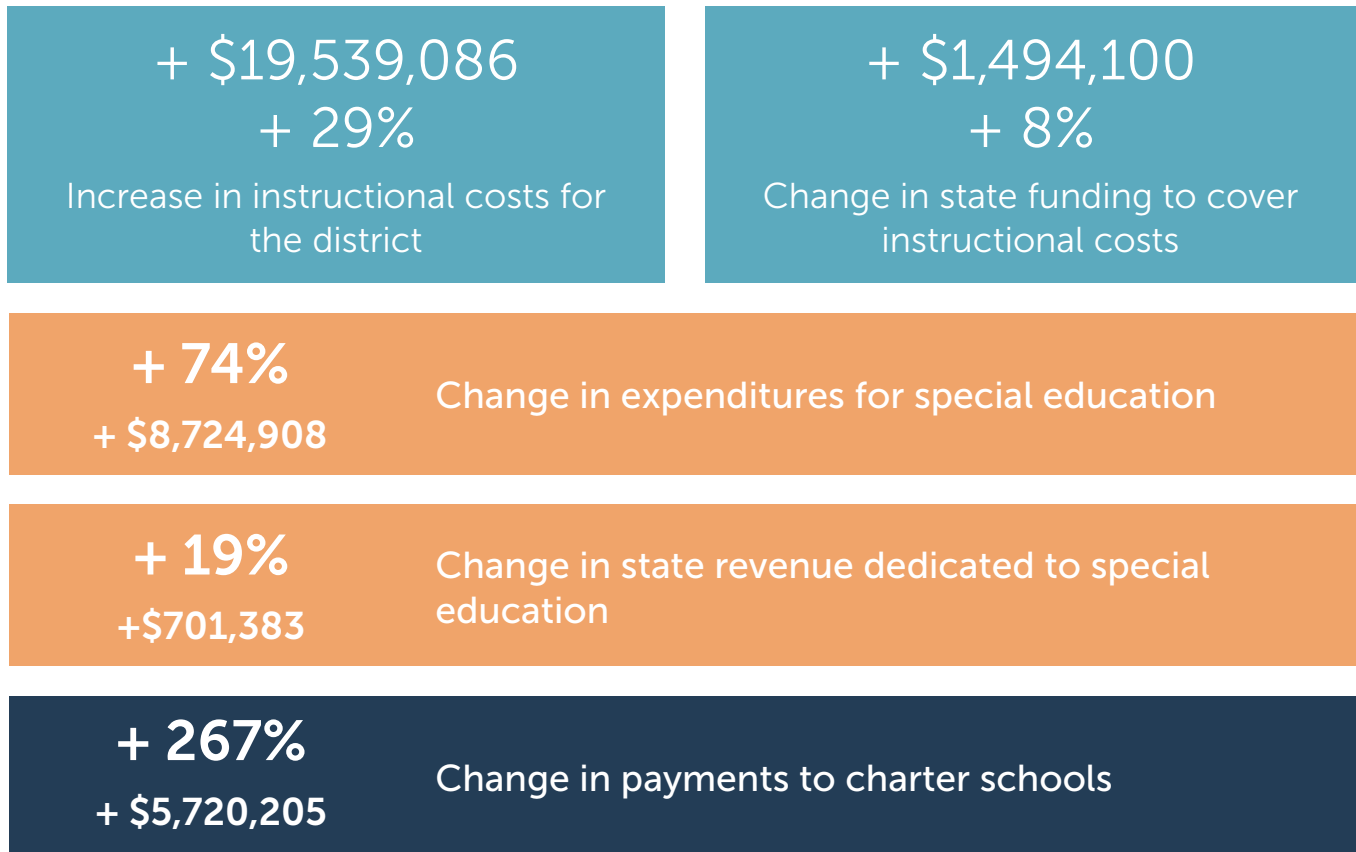 + $19,539,086
+ 29%
Increase in instructional costs for
the district
+ $1,494,100
+ 8%
Change in state funding to cover
instructional costs
+ 74%
+ $8,724,908
Change in expenditures for special education
+ 19%
+$701,383
Change in state revenue dedicated to special
education
+ 267%
+ $5,720,205
Change in payments to charter schools